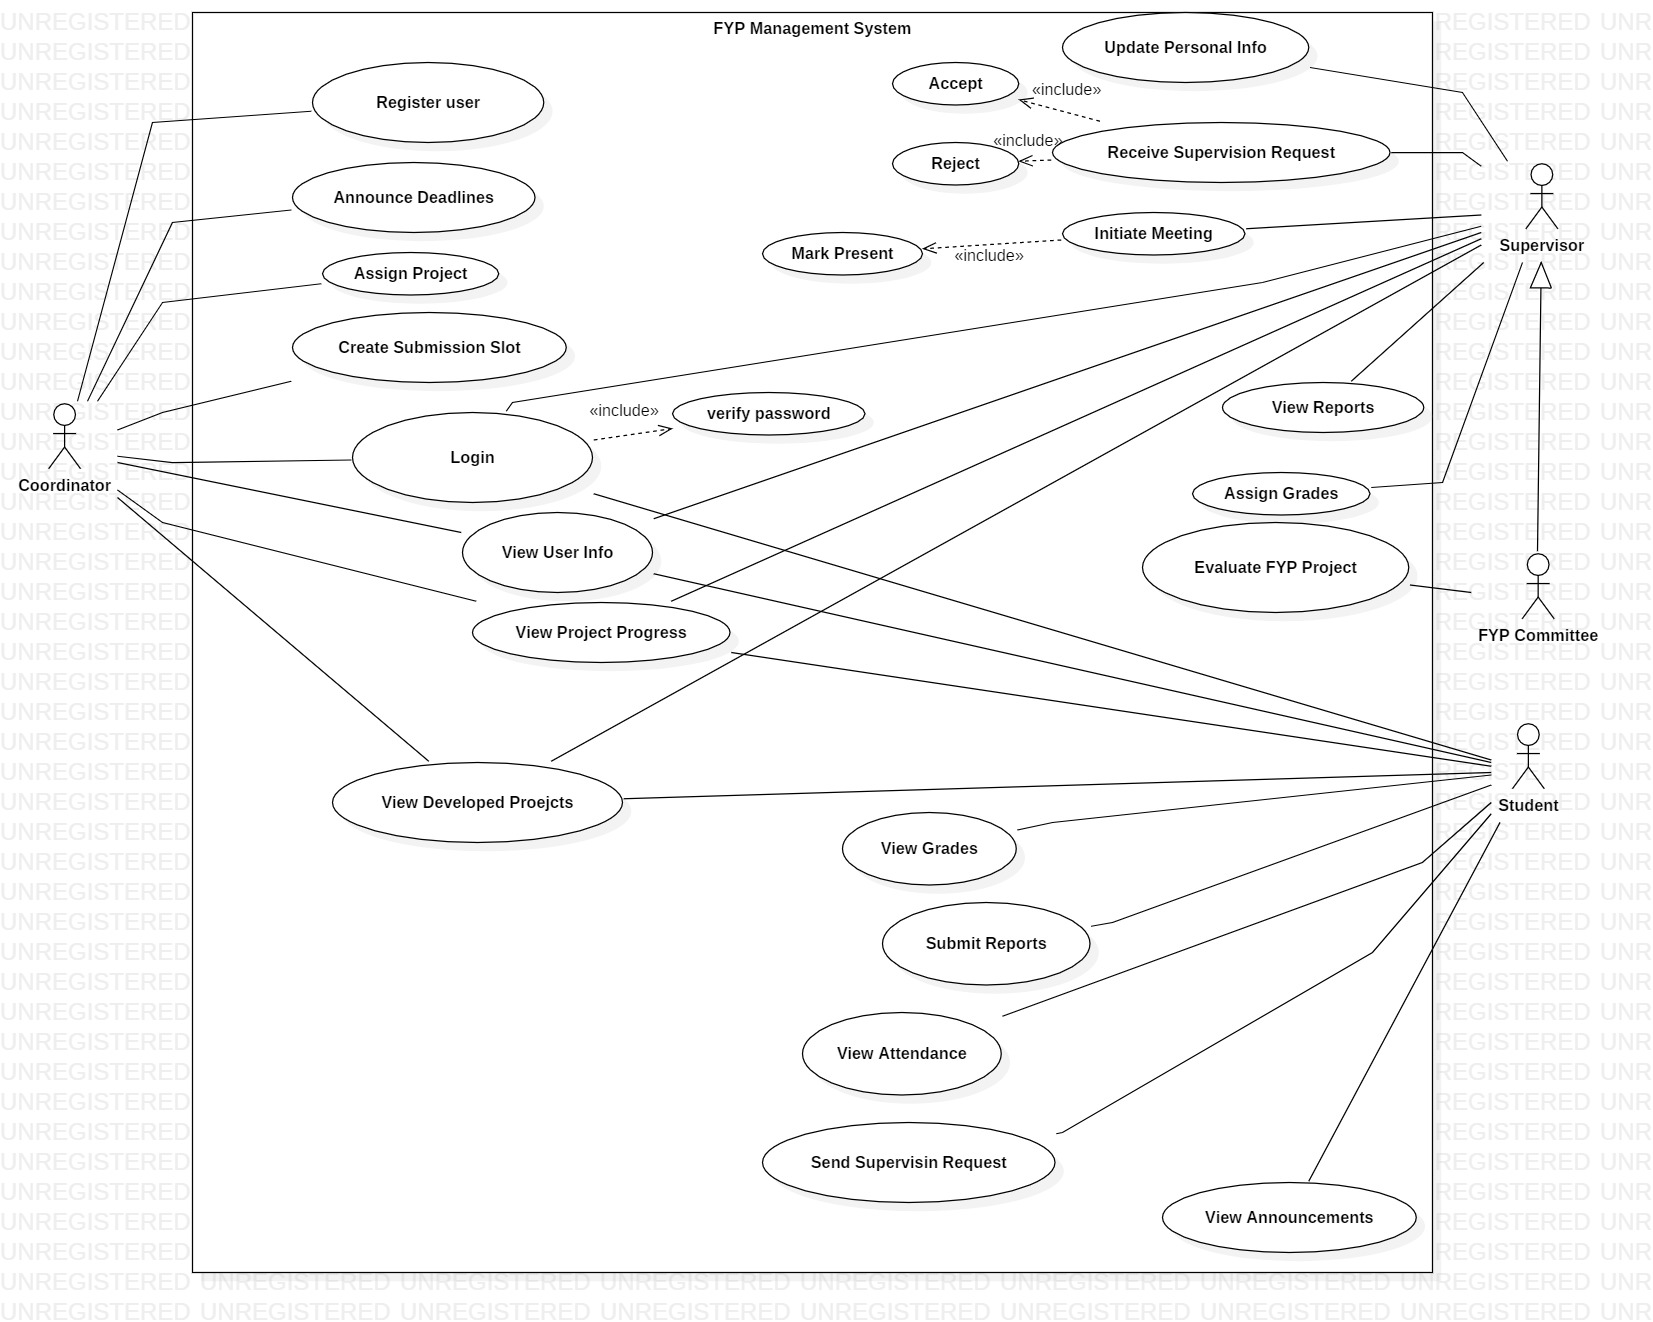 FYP Management System
Update Personal Info
Accept
«include»
Register user
«include»
Receive Supervision Request
Reject
Announce Deadlines
Initiate Meeting
Supervisor
Mark Present
«include»
Assign Project
Create Submission Slot
«include»
verify password
View Reports
Login
Coordinator
Assign Grades
View User Info
Evaluate FYP Project
View Project Progress
FYP Committee
View Developed Proejcts
Student
View Grades
Submit Reports
View Attendance
Send Supervisin Request
View Announcements
UNREGISTERED